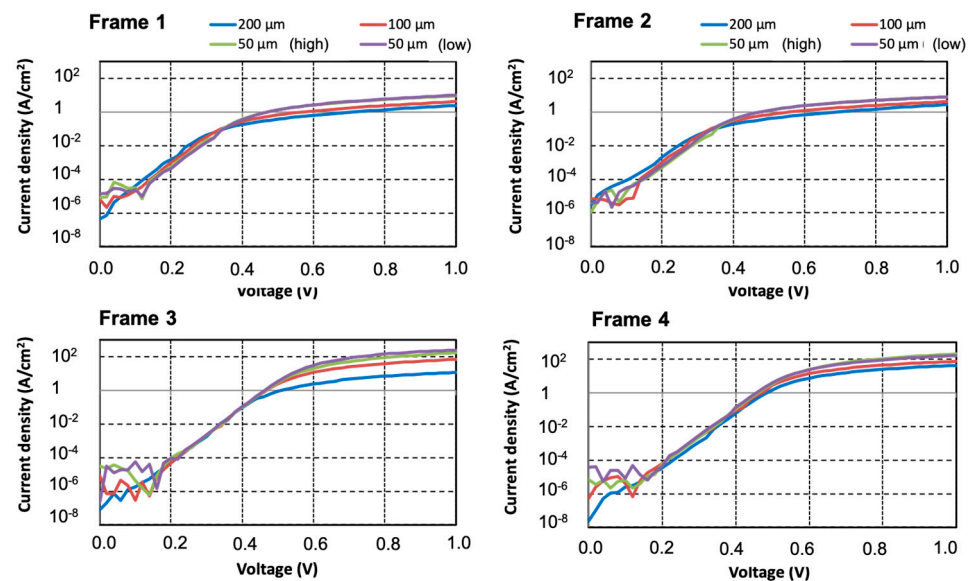 Frame 1
200 μm
100 μm
50 μm (high)
50 μm (low)
Current density (A/cm²)
10²
1
10⁻²
10⁻⁴
10⁻⁶
10⁻⁸
0.0 0.2 0.4 0.6 0.8 1.0
Voltage (V)
Frame 2
200 μm
100 μm
50 μm (high)
50 μm (low)
Current density (A/cm²)
10²
1
10⁻²
10⁻⁴
10⁻⁶
10⁻⁸
0.0 0.2 0.4 0.6 0.8 1.0
Voltage (V)
Frame 3
Current density (A/cm²)
10²
1
10⁻²
10⁻⁴
10⁻⁶
10⁻⁸
0.0 0.2 0.4 0.6 0.8 1.0
Voltage (V)
Frame 4
Current density (A/cm²)
10²
1
10⁻²
10⁻⁴
10⁻⁶
10⁻⁸
0.0 0.2 0.4 0.6 0.8 1.0
Voltage (V)